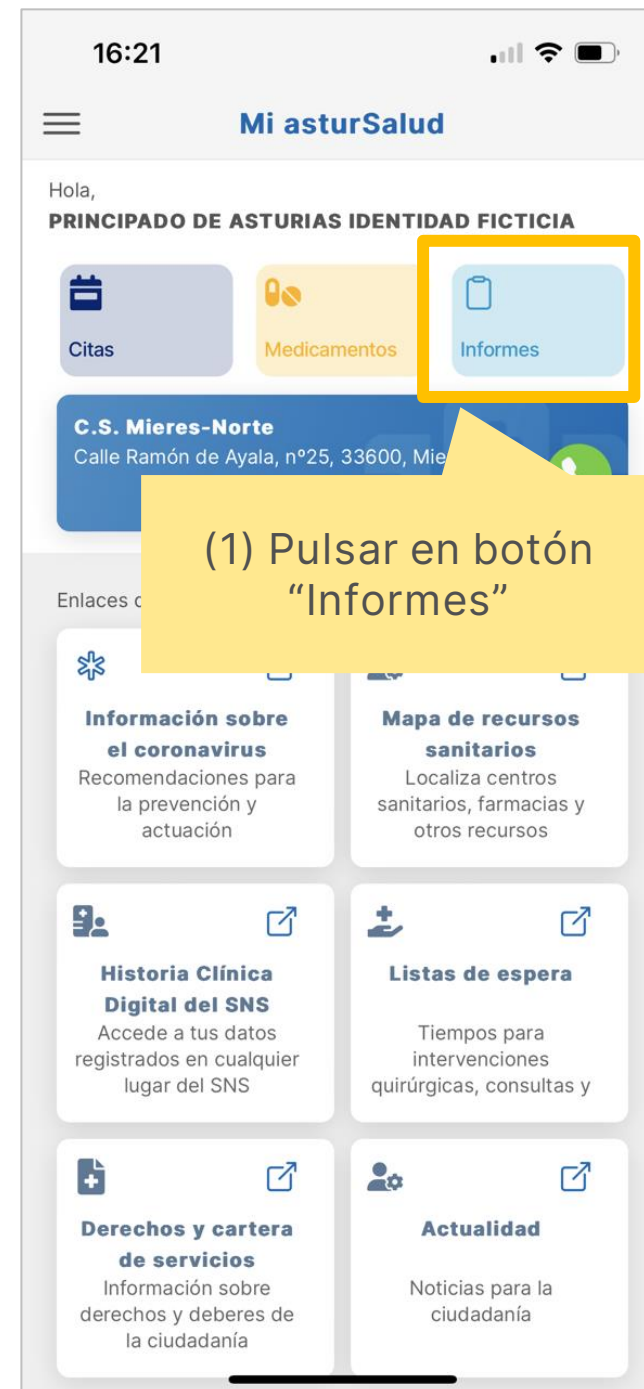 16:21
Mi asturSalud
Hola,
PRINCIPADO DE ASTURIAS IDENTIDAD FICTICIA
Citas
Medicamentos
Informes
C.S. Mieres-Norte
Calle Ramón de Ayala, nº25, 33600, Mie
(1) Pulsar en botón
“Informes”
Enlaces
Información sobre
el coronavirus
Recomendaciones para
la prevención y
actuación
Mapa de recursos
sanitarios
Localiza centros
sanitarios, farmacias y
otros recursos
Historia Clínica
Digital del SNS
Accede a tus datos
registrados en cualquier
lugar del SNS
Listas de espera
Tiempos para
intervenciones
quirúrgicas, consultas y
Derechos y cartera
de servicios
Información sobre
derechos y deberes de
la ciudadanía
Actualidad
Noticias para la
ciudadanía